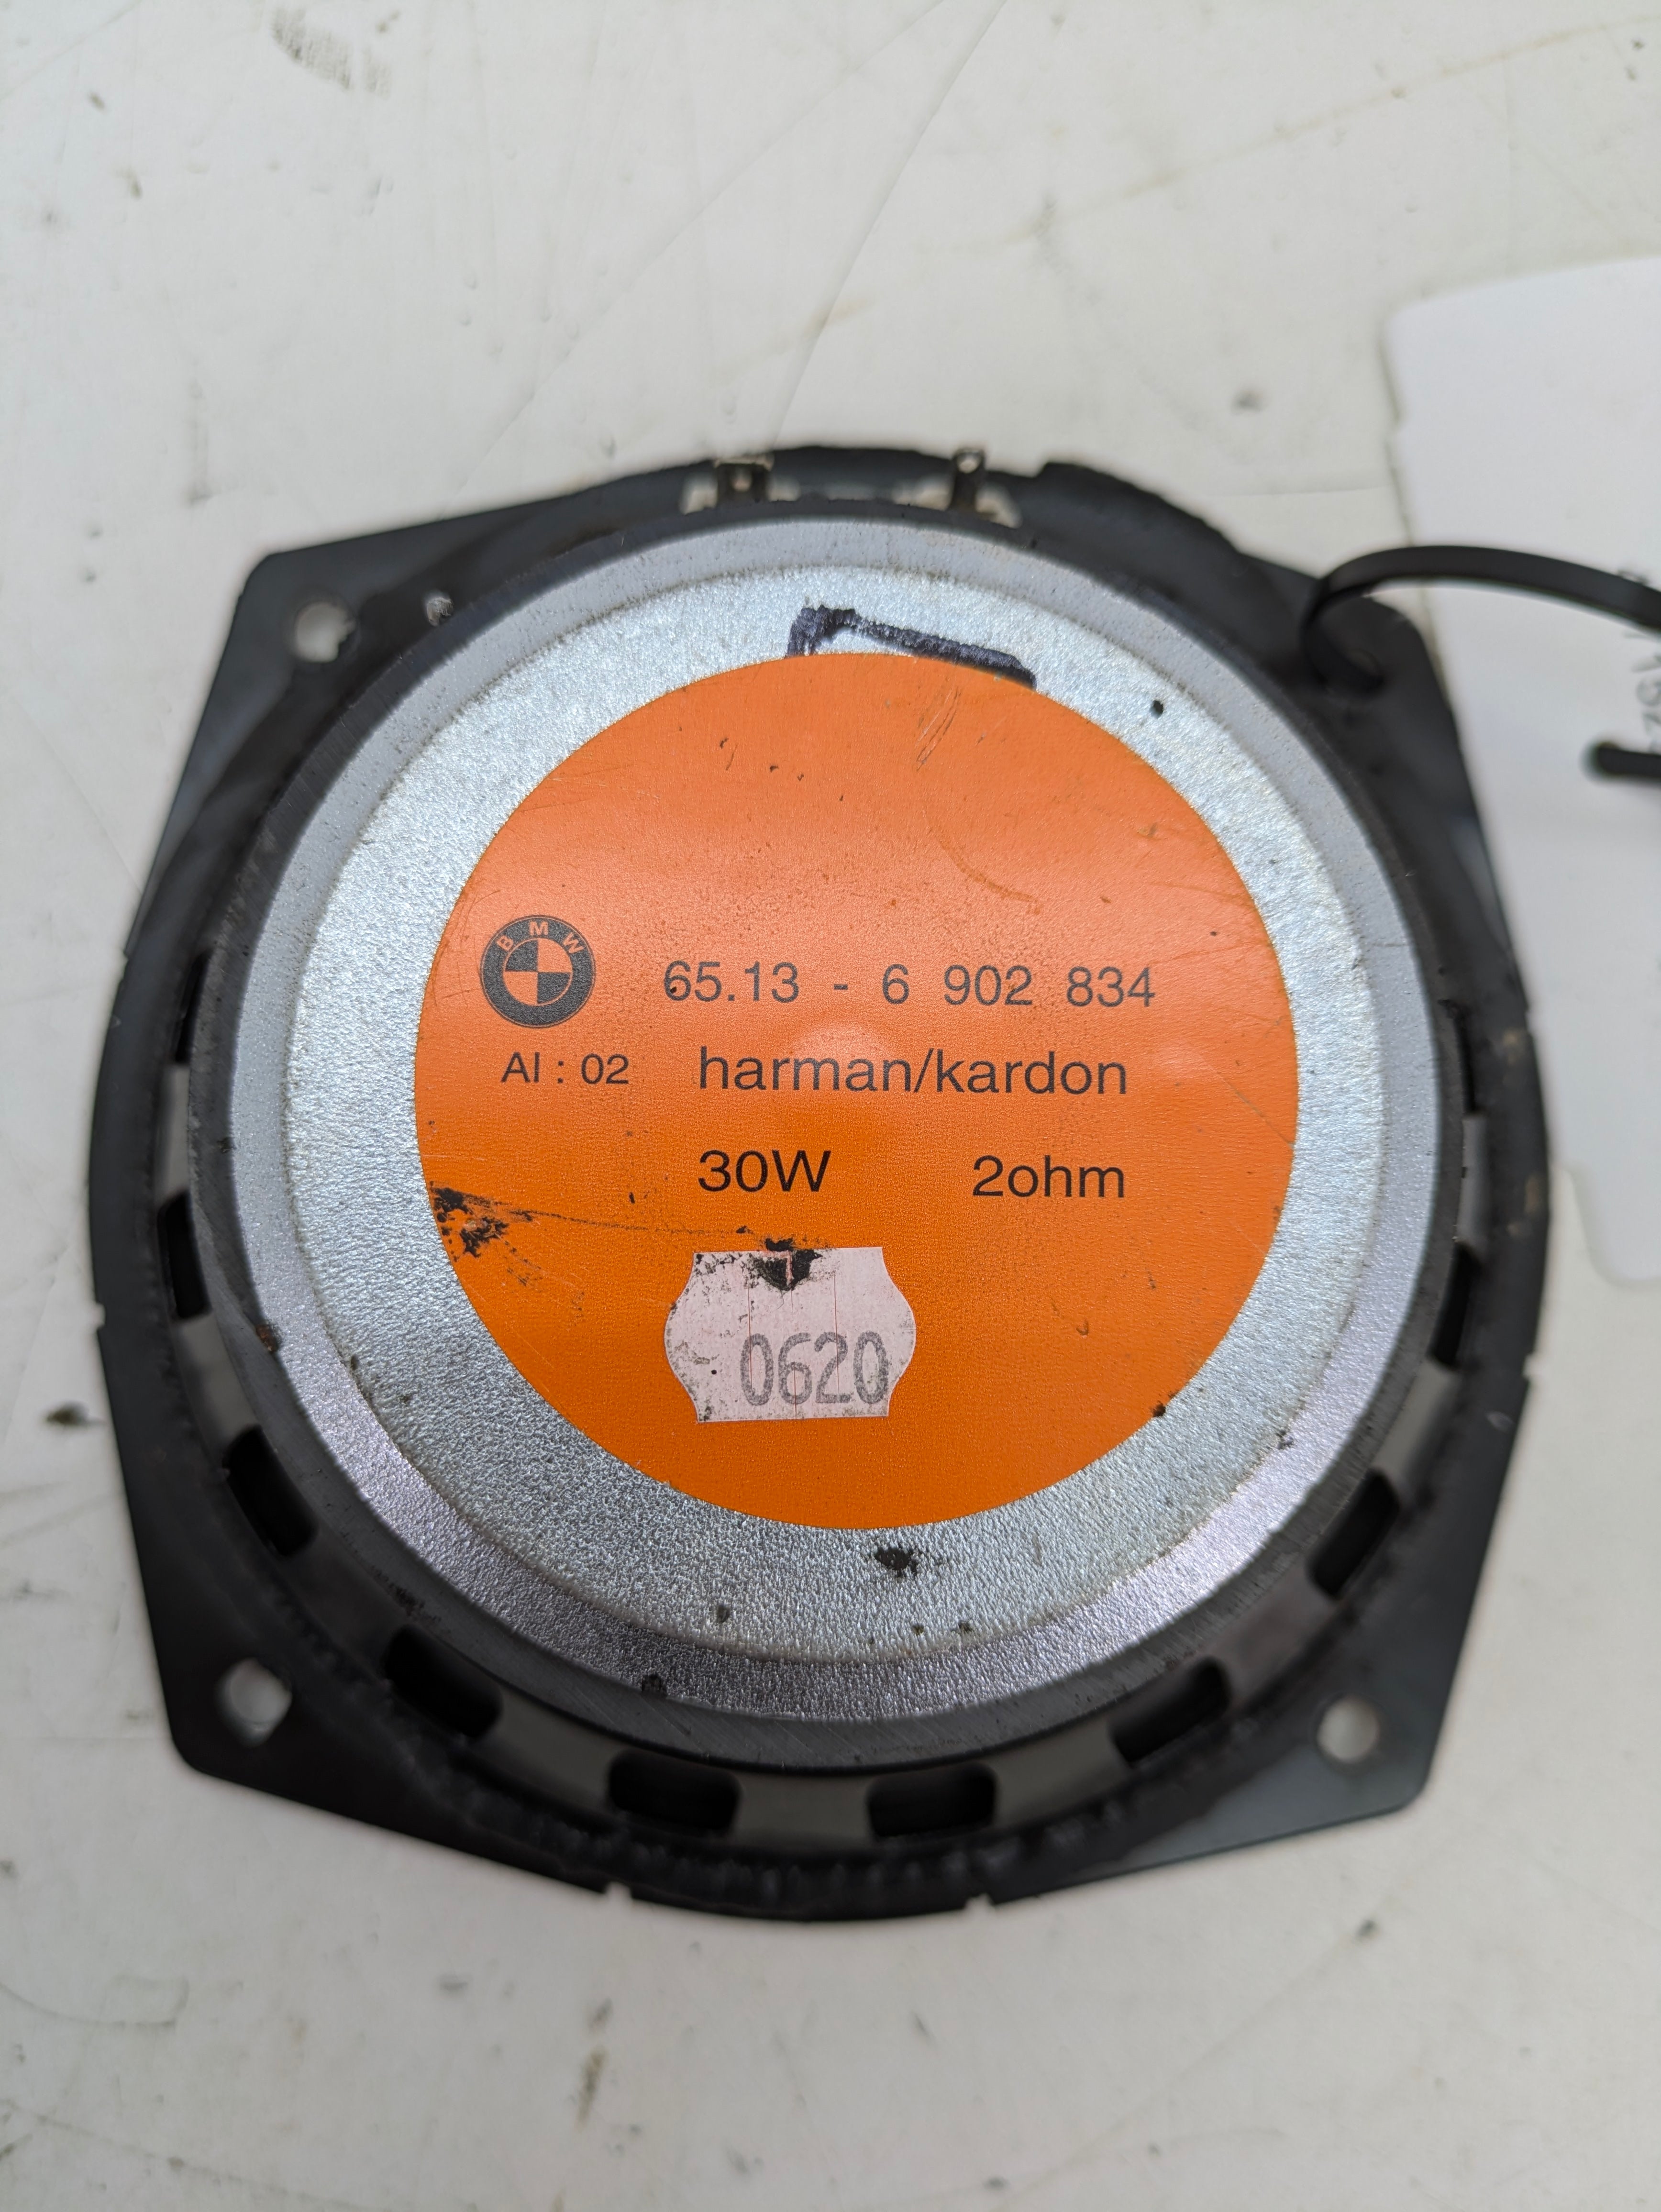 BMW
65.13 - 6 902 834
AI : 02 harman/kardon
30W 2ohm
0620